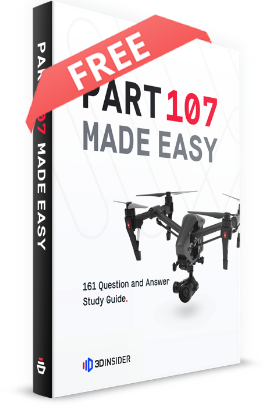 FREE
PART 107
MADE EASY
161 Question and Answer
Study Guide.
3DINSIDER
PART 107 MADE EASY